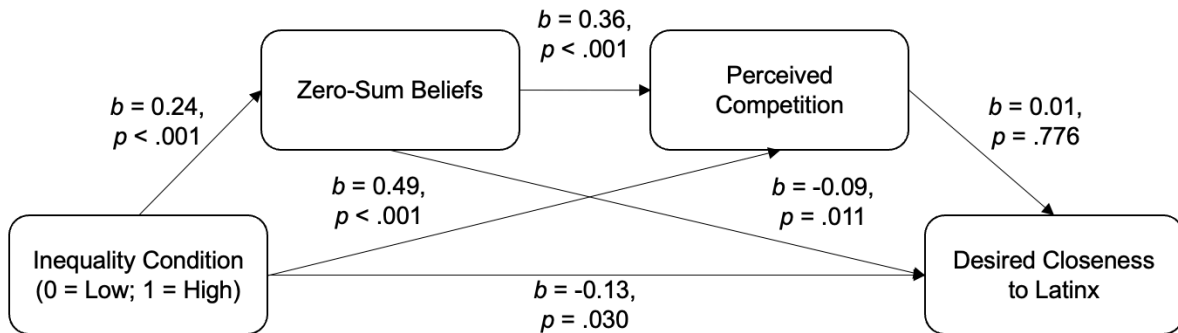 b = 0.36,
p < .001
Zero-Sum Beliefs
Perceived
Competition
b = 0.24,
p < .001
b = 0.01,
p = .776
b = 0.49,
p < .001
b = -0.09,
p = .011
Inequality Condition
(0 = Low; 1 = High)
Desired Closeness
to Latinx
b = -0.13,
p = .030